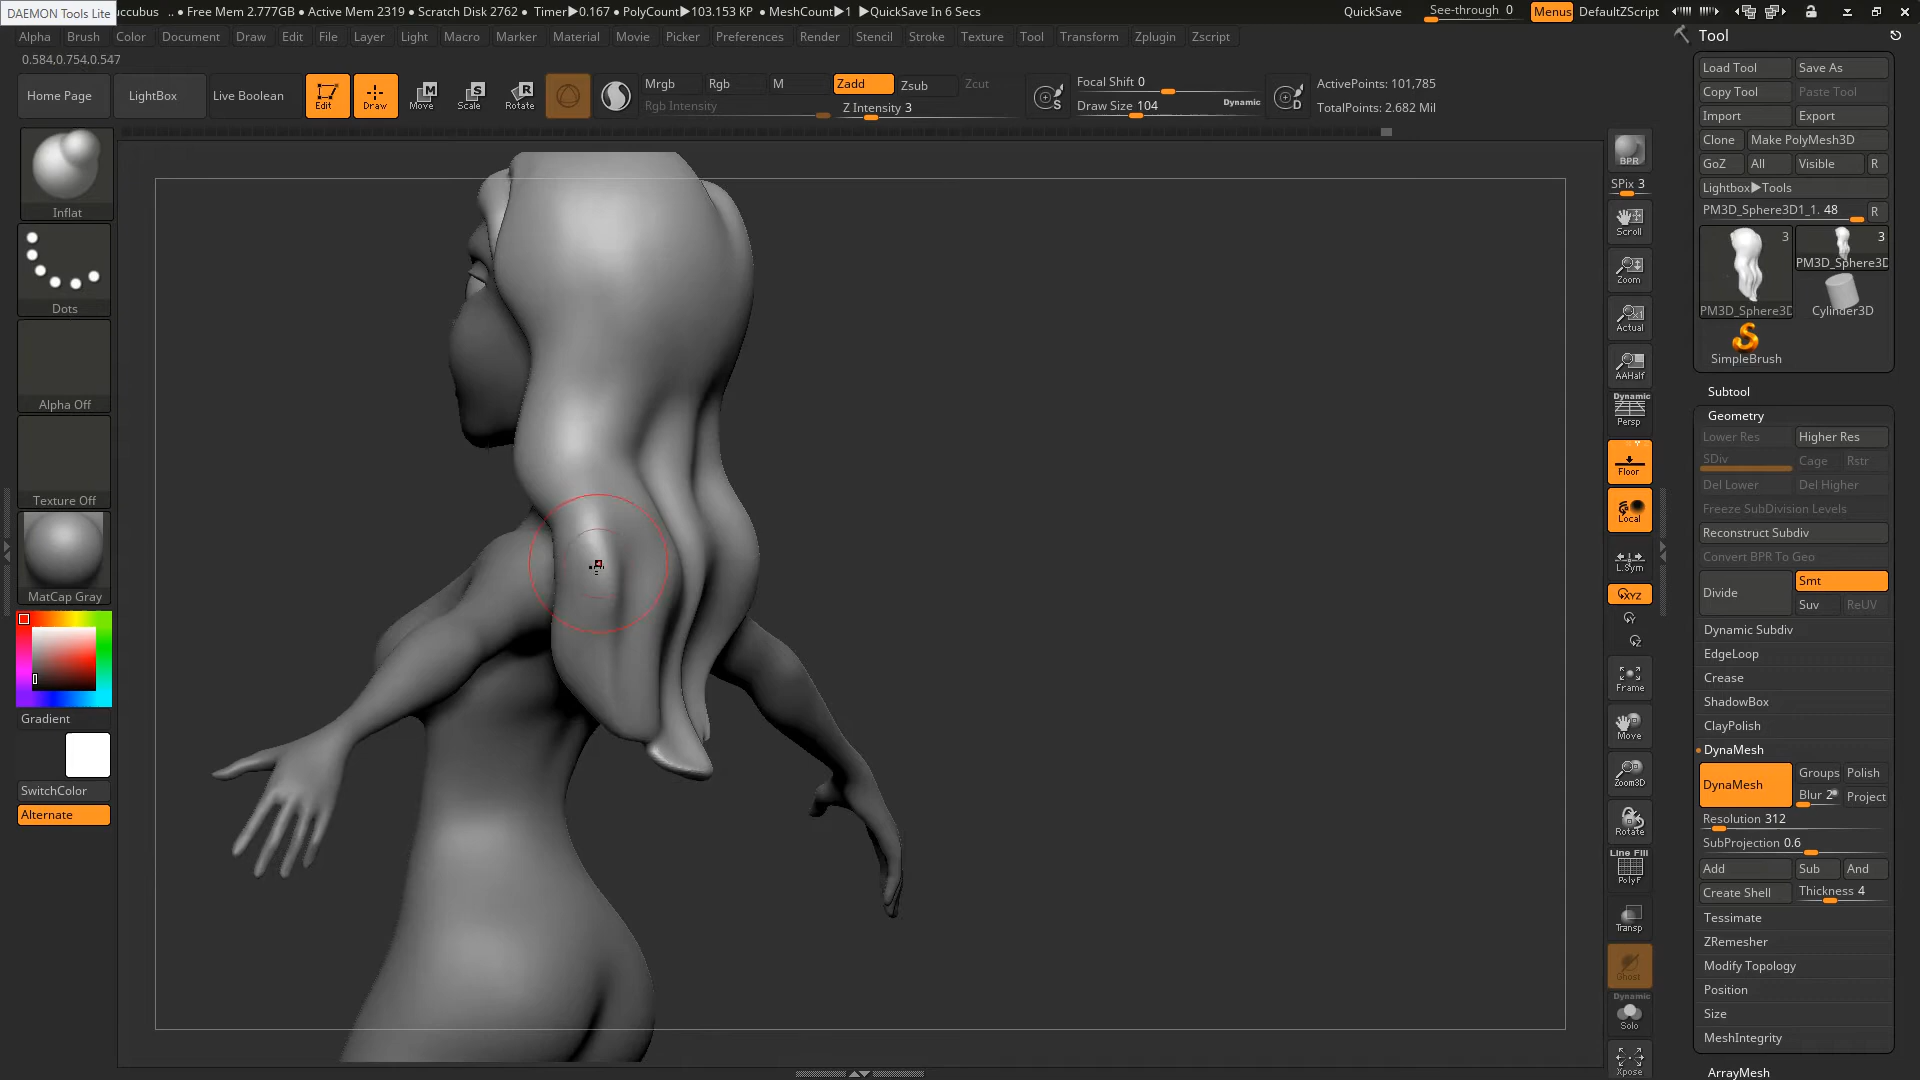 DAEMON Tools Lite
ccubus .. ● Free Mem 2.777GB ● Active Mem 2319 ● Scratch Disk 2762 ● Timer▶0.167 ● PolyCount▶103.153 KP ● MeshCount▶1 ▶QuickSave In 6 Secs QuickSave See-through 0 Menus DefaultZScript
Alpha Brush Color Document Draw Edit File Layer Light Macro Marker Material Movie Picker Preferences Render Stencil Stroke Texture Tool Transform Zplugin Zscript
0.584,0.754,0.547
Home Page LightBox Live Boolean Edit Draw Move Scale Rotate
Mrgb Rgb M Zadd Zsub Zcut
Rgb Intensity Z Intensity 3
Focal Shift 0
Draw Size 104 Dynamic
ActivePoints: 101,785
TotalPoints: 2.682 Mil
Inflat
Dots
Alpha Off
Texture Off
MatCap Gray
Gradient
SwitchColor
Alternate
BPR
SPix 3
Scroll
Zoom
Actual
AAHalf
Dynamic
Persp
Floor
Local
L.Sym
XYZ
Y
Z
Frame
Move
Zoom3D
Rotate
Line Fill
PolyF
Transp
Ghost
Dynamic
Solo
Xpose
Tool
Load Tool Save As
Copy Tool Paste Tool
Import Export
Clone Make PolyMesh3D
GoZ All Visible R
Lightbox▶Tools
PM3D_Sphere3D1_1. 48 R
3 3
PM3D_Sphere3D
PM3D_Sphere3D Cylinder3D
SimpleBrush
Subtool
Geometry
Lower Res Higher Res
SDiv Cage Rstr
Del Lower Del Higher
Freeze SubDivision Levels
Reconstruct Subdiv
Convert BPR To Geo
Divide Smt
Suv ReUV
Dynamic Subdiv
EdgeLoop
Crease
ShadowBox
ClayPolish
DynaMesh
DynaMesh Groups Polish
Blur 2 Project
Resolution 312
SubProjection 0.6
Add Sub And
Create Shell Thickness 4
Tessimate
ZRemesher
Modify Topology
Position
Size
MeshIntegrity
ArrayMesh